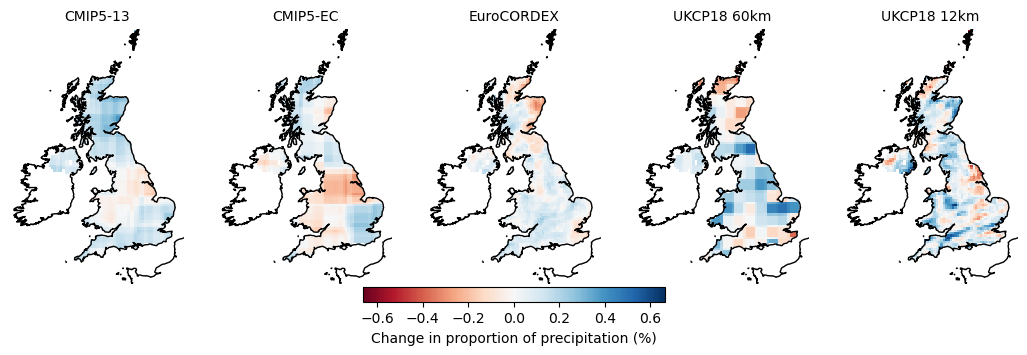 CMIP5-13 CMIP5-EC EuroCORDEX UKCP18 60km UKCP18 12km
−0.6 −0.4 −0.2 0.0 0.2 0.4 0.6
Change in proportion of precipitation (%)